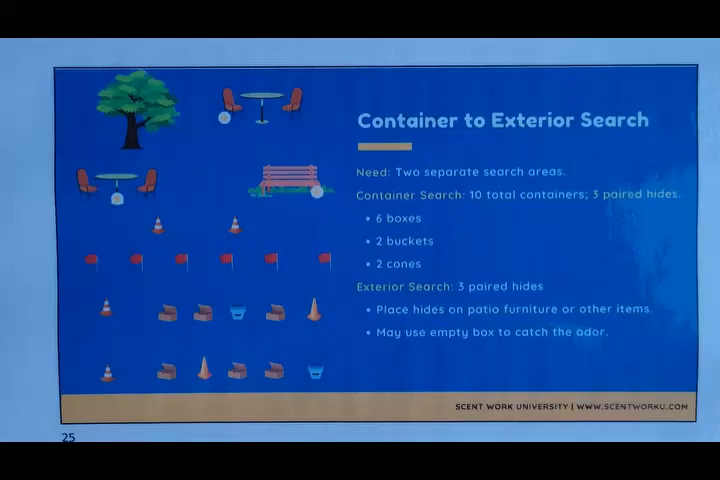 Container to Exterior Search
Need: Two separate search areas.
Container Search: 10 total containers; 3 paired hides.
• 6 boxes
• 2 buckets
• 2 cones
Exterior Search: 3 paired hides
• Place hides on patio furniture or other items.
• May use empty box to catch the odor.
SCENT WORK UNIVERSITY | WWW.SCENTWORKU.COM
25